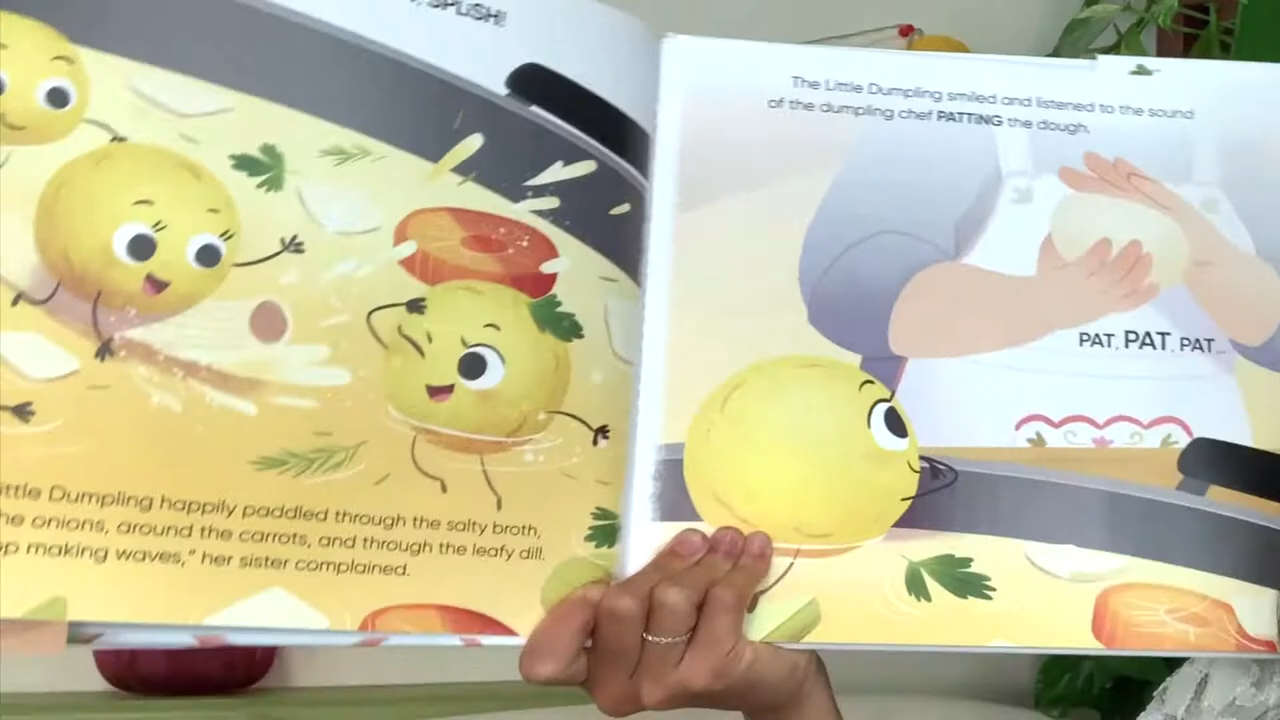 SPLISH!
ittle Dumpling happily paddled through the salty broth,
he onions, around the carrots, and through the leafy dill.
op making waves,” her sister complained.
The Little Dumpling smiled and listened to the sound
of the dumpling chef PATTING the dough.
PAT, PAT, PAT...